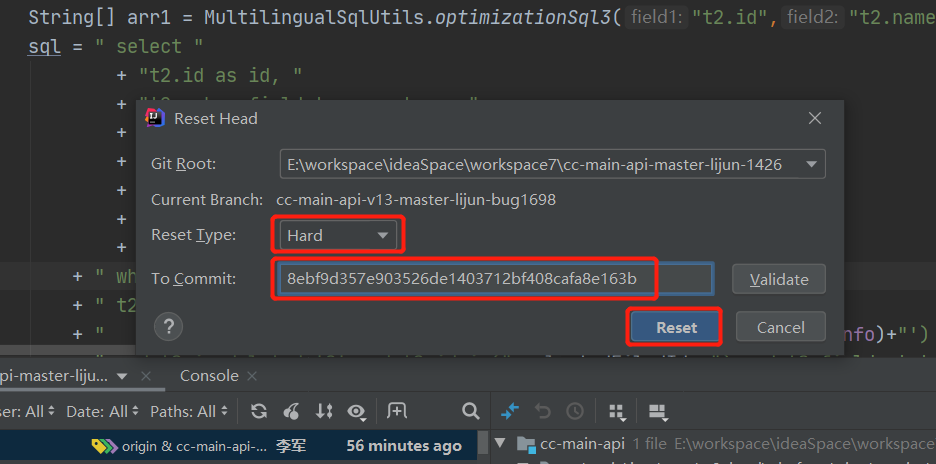 String[] arr1 = MultilingualSqlUtils.optimizationSql3( field1: "t2.id", field2: "t2.name
sql = " select "
+ "t2.id as id, "
+
Reset Head
+
Git Root: E:\workspace\ideaSpace\workspace7\cc-main-api-master-lijun-1426
+
Current Branch: cc-main-api-v13-master-lijun-bug1698
+
Reset Type: Hard
+
+
+ " wh
To Commit: 8ebf9d357e903526de1403712bf408cafa8e163b Validate
+ " t2
? Reset Cancel
+ " nfo)+"')
pi-master-liju... Console
ser: All Date: All Paths: All
origin & cc-main-api-... 李军 56 minutes ago
cc-main-api 1 file E:\workspace\ideaSpace\workspace